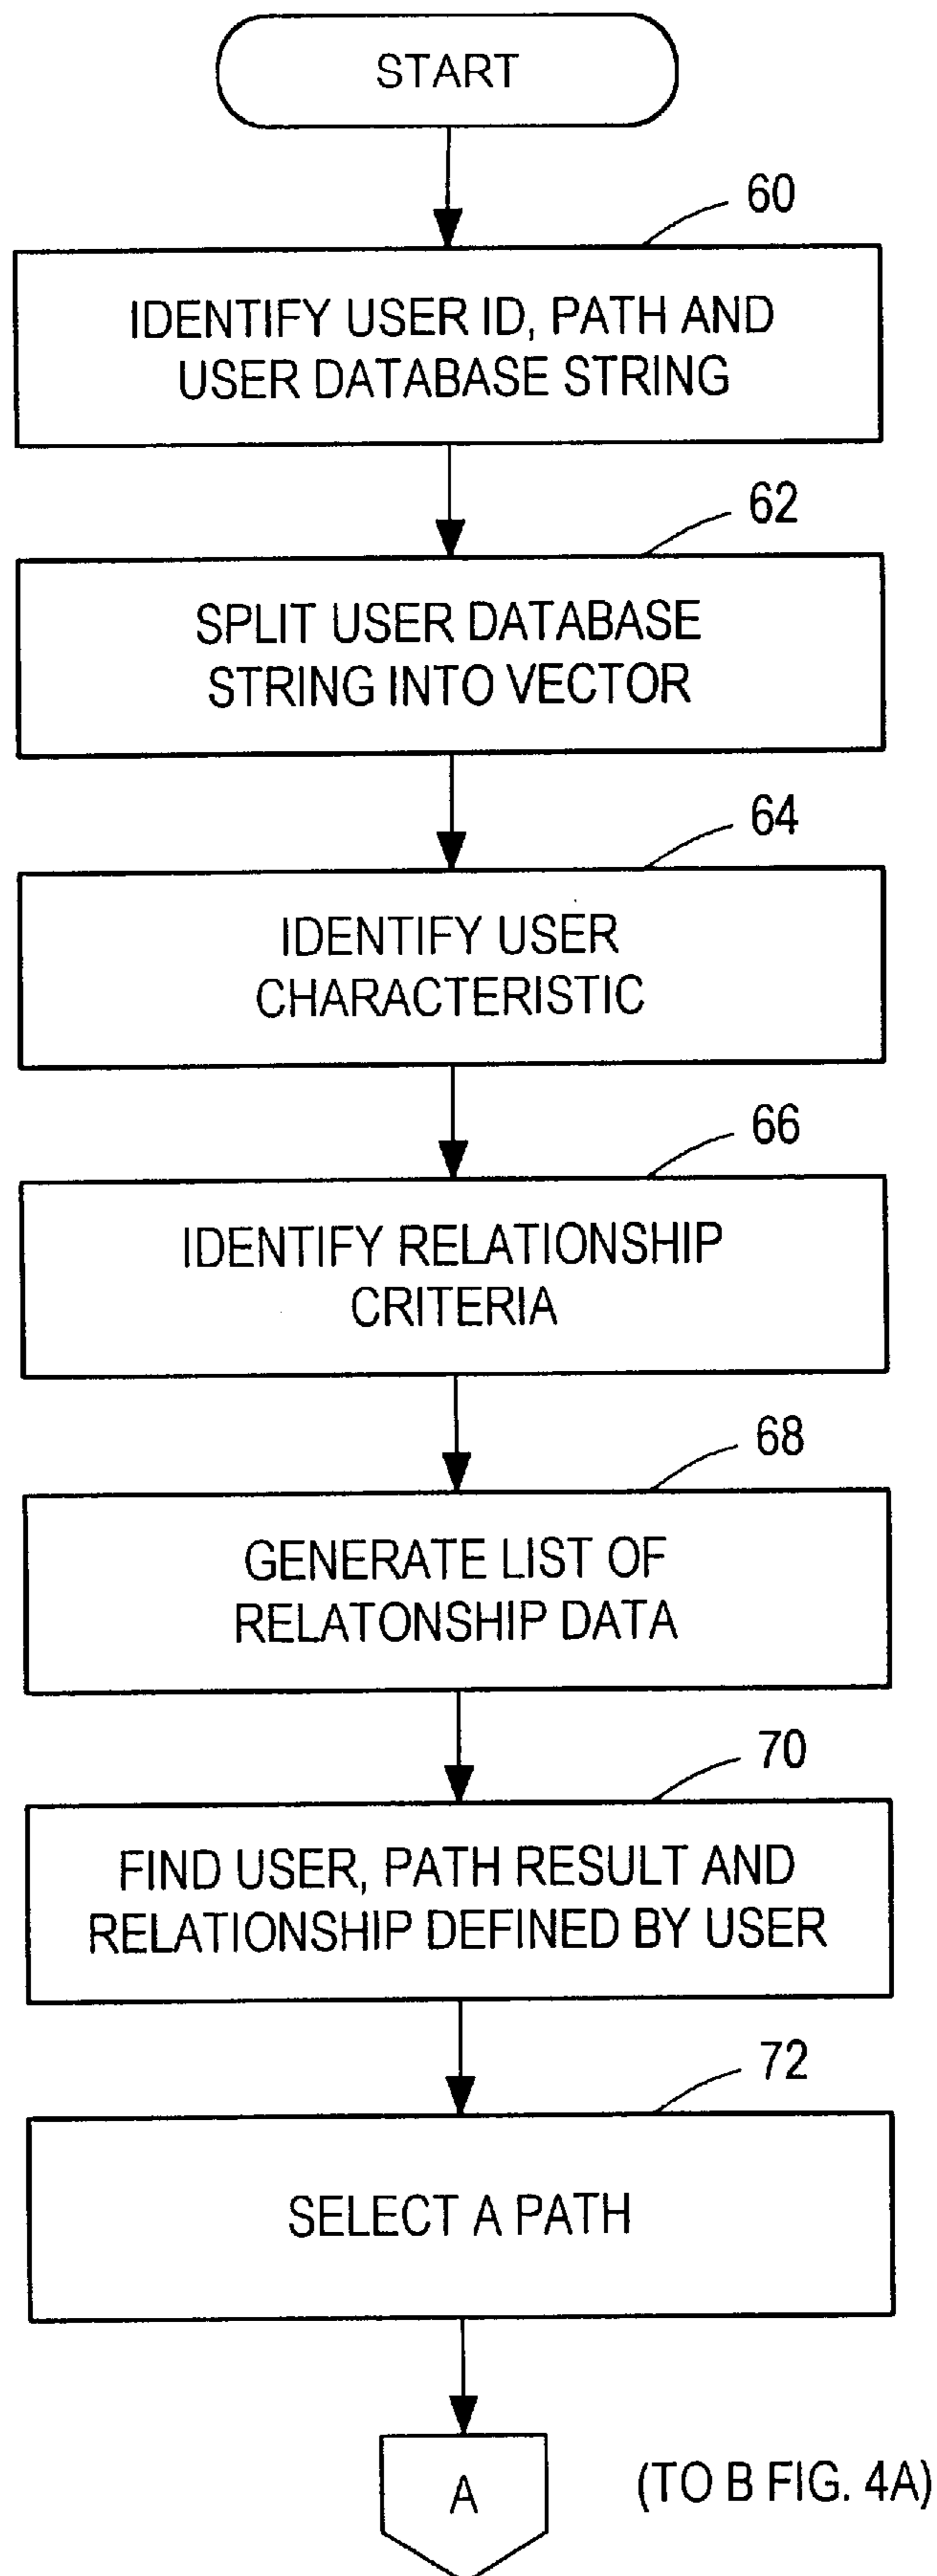 START
60
IDENTIFY USER ID, PATH AND
USER DATABASE STRING
62
SPLIT USER DATABASE
STRING INTO VECTOR
64
IDENTIFY USER
CHARACTERISTIC
66
IDENTIFY RELATIONSHIP
CRITERIA
68
GENERATE LIST OF
RELATONSHIP DATA
70
FIND USER, PATH RESULT AND
RELATIONSHIP DEFINED BY USER
72
SELECT A PATH
A
(TO B FIG. 4A)